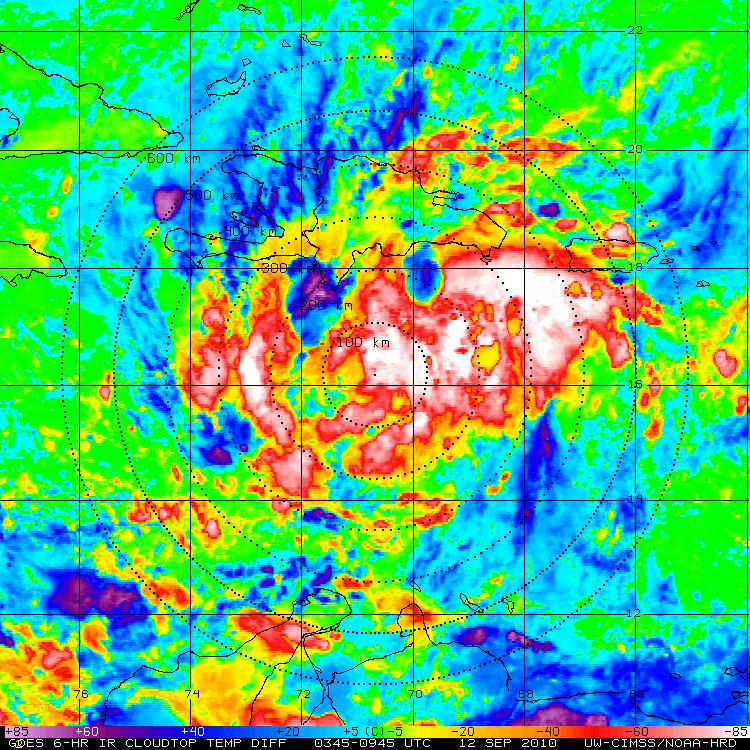 22
20
600 km
500 km
400 km
18
300 km
200 km
100 km
16
14
12
76 74 72 70 68 66
+85 +60 +40 +20 +5 (C) -5 -20 -40 -60 -85
GOES 6-HR IR CLOUDTOP TEMP DIFF 0345-0945 UTC 12 SEP 2010 UW-CIMSS/NOAA-HRD